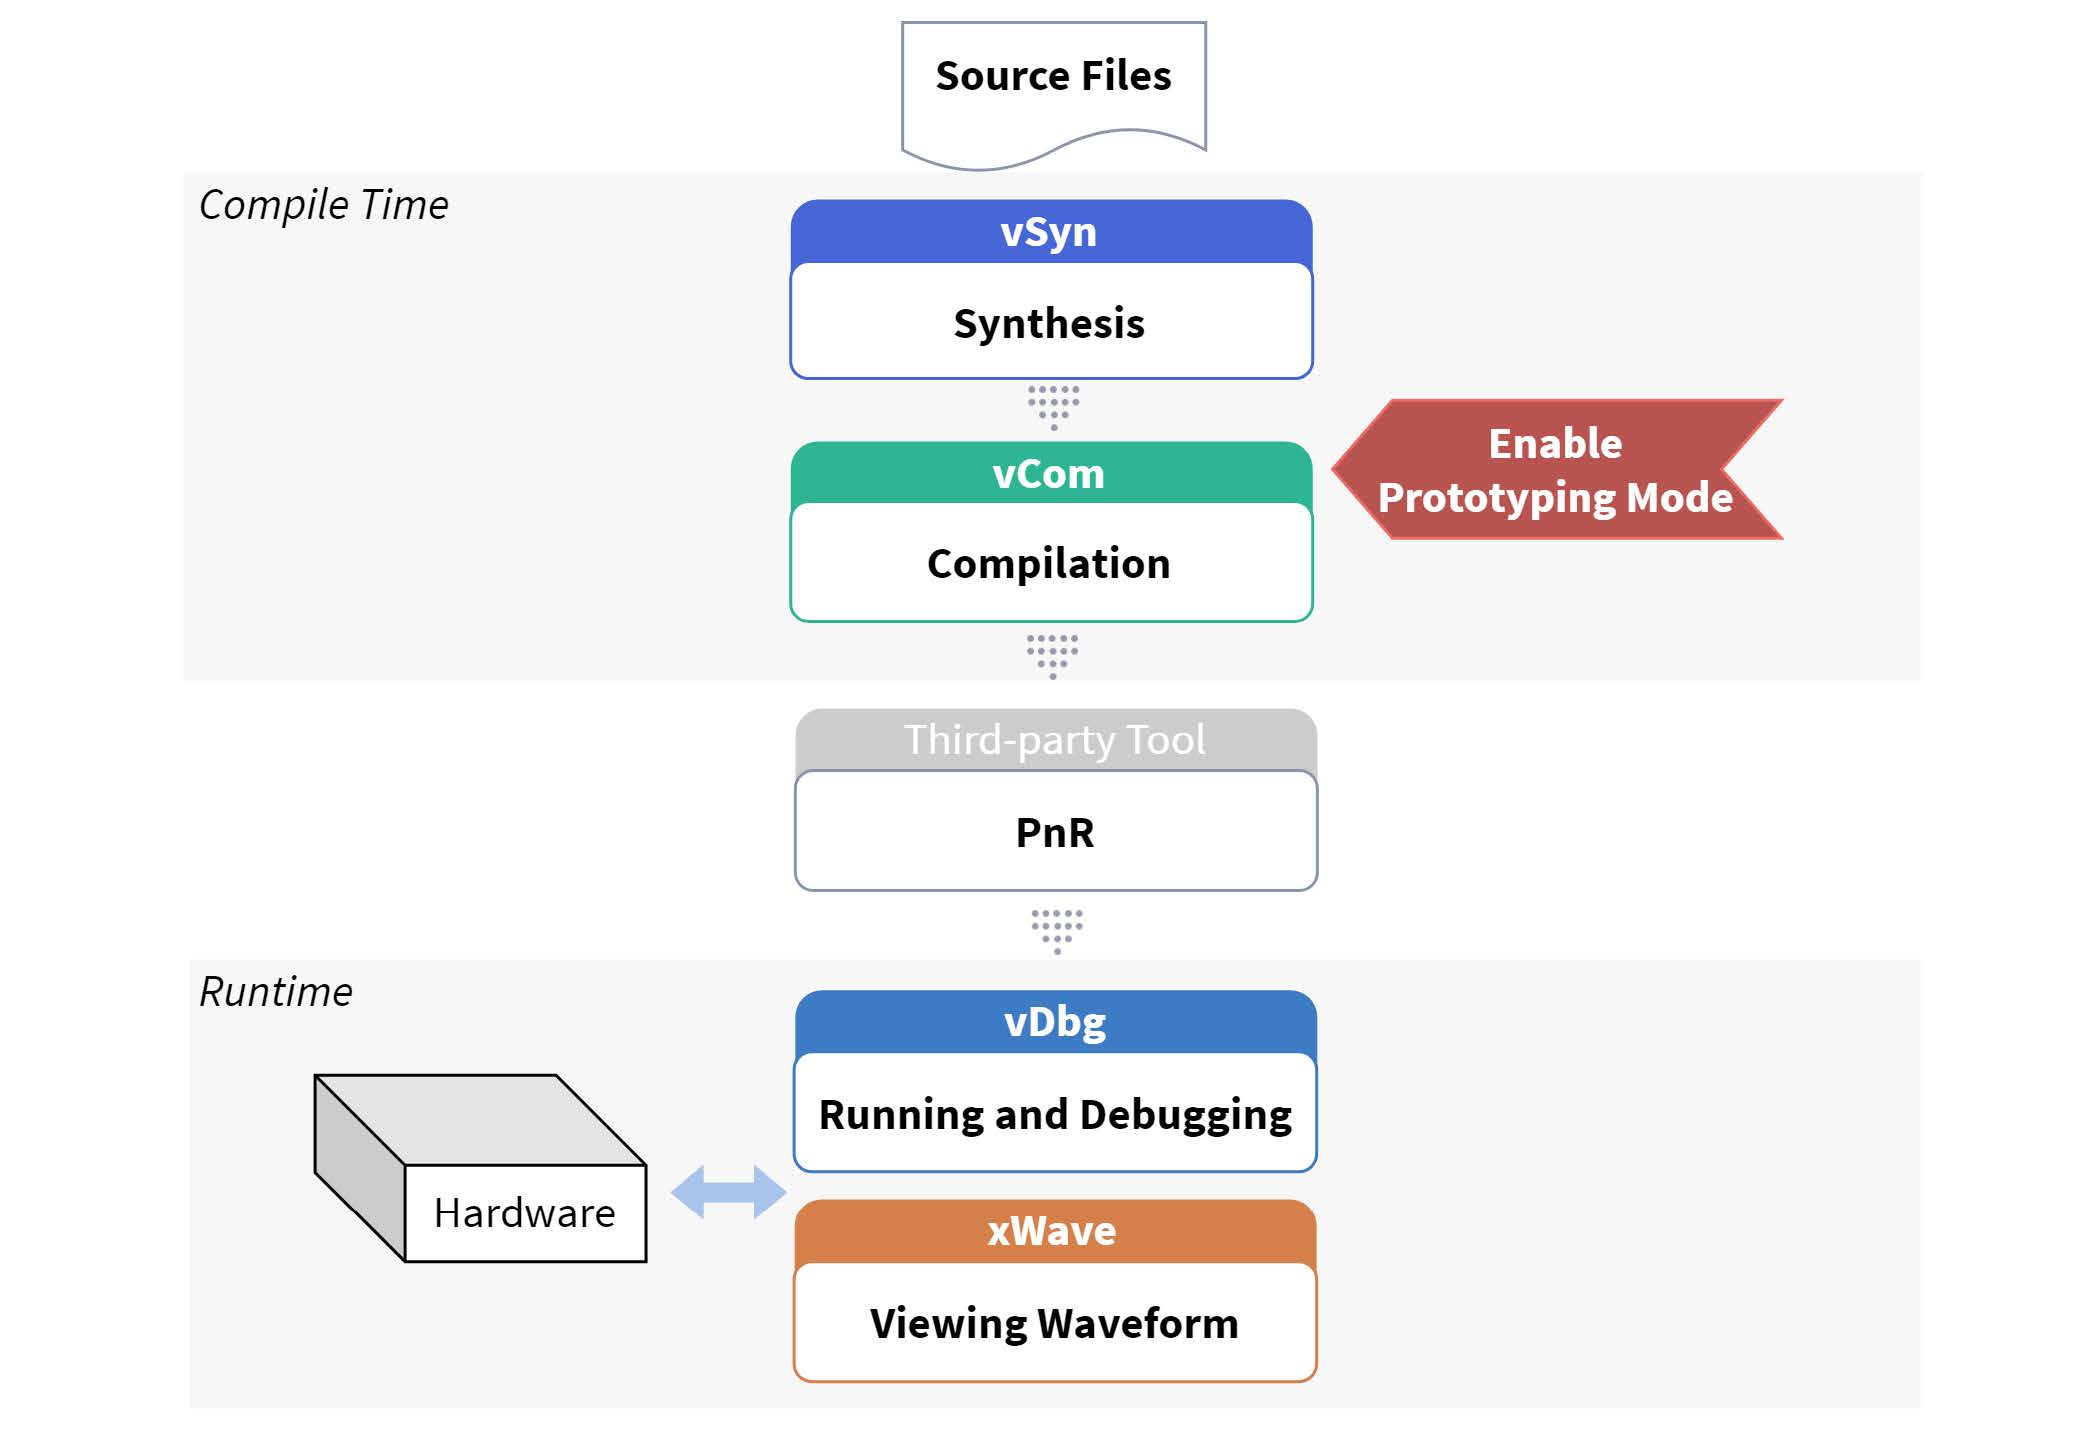 Source Files
Compile Time
vSyn
Synthesis
vCom
Enable
Prototyping Mode
Compilation
Third-party Tool
PnR
Runtime
vDbg
Running and Debugging
Hardware
xWave
Viewing Waveform